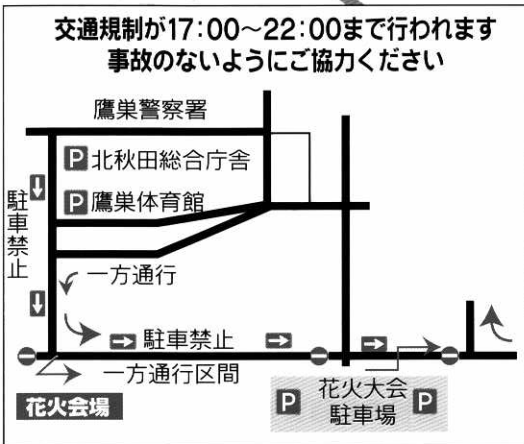 交通規制が17:00〜22:00まで行われます
事故のないようにご協力ください
鷹巣警察署
P 北秋田総合庁舎
P 鷹巣体育館
駐車禁止
一方通行
駐車禁止
一方通行区間
花火会場
P 花火大会 P
駐車場